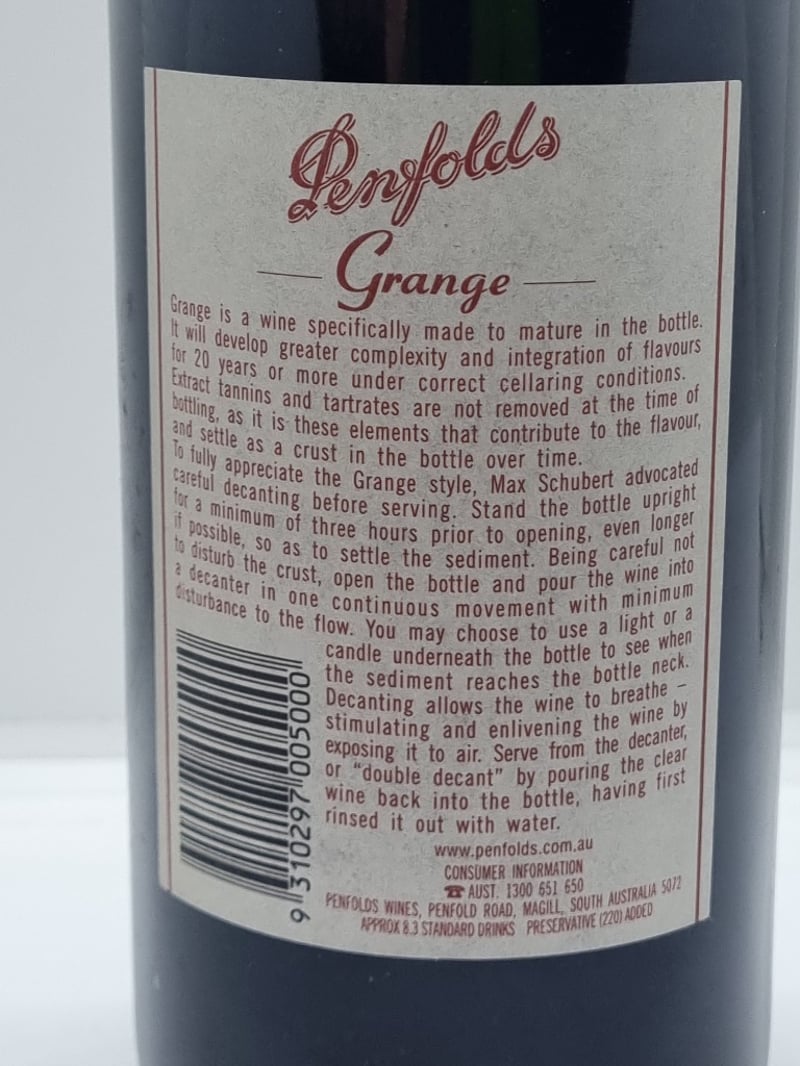 Penfolds
Grange
Grange is a wine specifically made to mature in the bottle.
It will develop greater complexity and integration of flavours
for 20 years or more under correct cellaring conditions.
Extract tannins and tartrates are not removed at the time of
bottling, as it is these elements that contribute to the flavour,
and settle as a crust in the bottle over time.
To fully appreciate the Grange style, Max Schubert advocated
careful decanting before serving. Stand the bottle upright
for a minimum of three hours prior to opening, even longer
if possible, so as to settle the sediment. Being careful not
to disturb the crust, open the bottle and pour the wine into
a decanter in one continuous movement with minimum
disturbance to the flow. You may choose to use a light or a
candle underneath the bottle to see when
the sediment reaches the bottle neck.
Decanting allows the wine to breathe –
stimulating and enlivening the wine by
exposing it to air. Serve from the decanter,
or “double decant” by pouring the clear
wine back into the bottle, having first
rinsed it out with water.
9 310297 005000
www.penfolds.com.au
CONSUMER INFORMATION
☎ AUST. 1300 651 650
PENFOLDS WINES, PENFOLD ROAD, MAGILL, SOUTH AUSTRALIA 5072
APPROX 8.3 STANDARD DRINKS PRESERVATIVE (220) ADDED